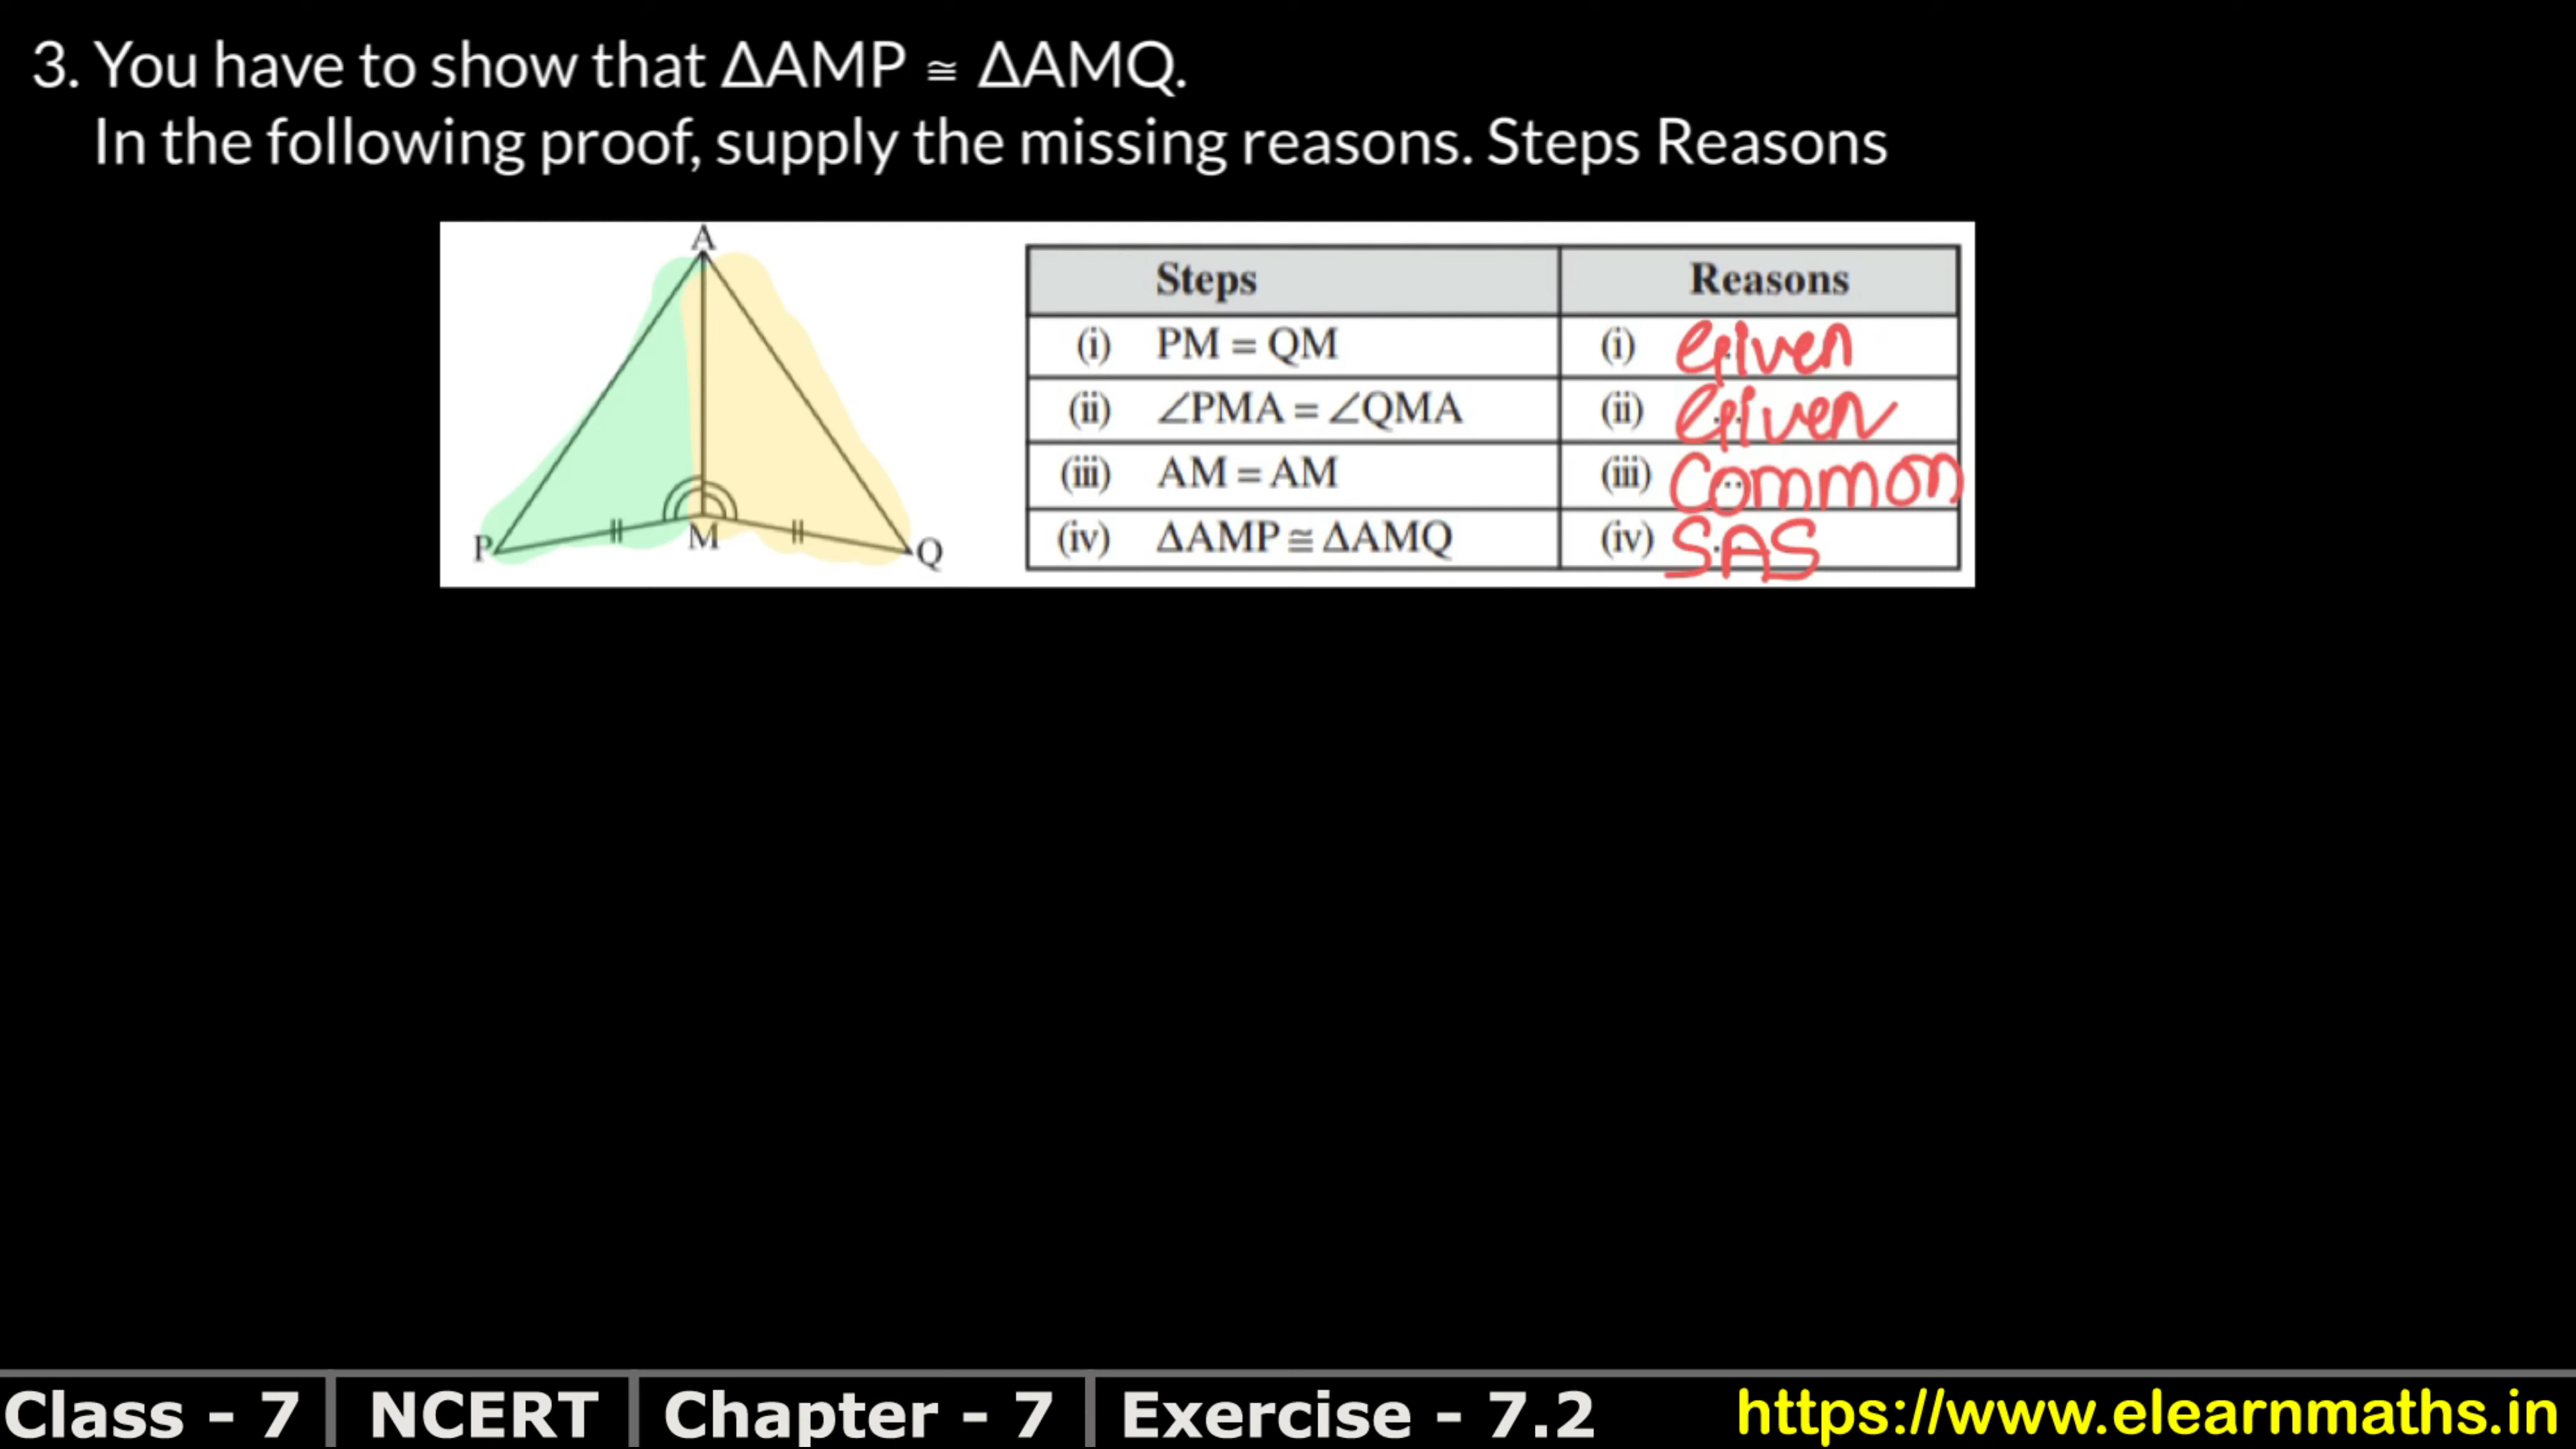 3. You have to show that ΔAMP ≅ ΔAMQ.
In the following proof, supply the missing reasons. Steps Reasons
A
P
M
Q
Steps Reasons
(i) PM = QM (i) Given
(ii) ∠PMA = ∠QMA (ii) Given
(iii) AM = AM (iii) Common
(iv) ΔAMP ≅ ΔAMQ (iv) SAS
Class - 7 NCERT Chapter - 7 Exercise - 7.2 https://www.elearnmaths.in